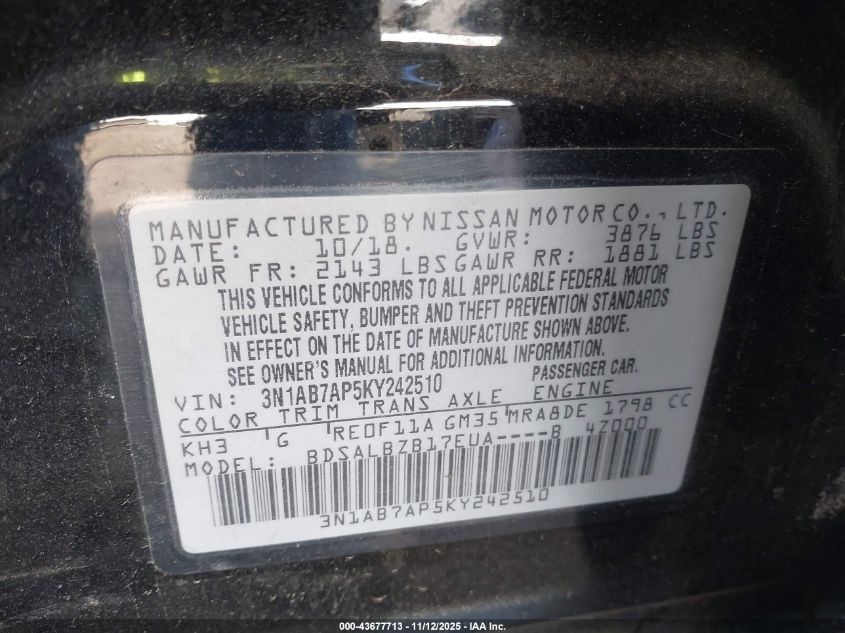 MANUFACTURED BY NISSAN MOTOR CO., LTD.
DATE: 10/18. GVWR: 3876 LBS
GAWR FR: 2143 LBS GAWR RR: 1881 LBS
THIS VEHICLE CONFORMS TO ALL APPLICABLE FEDERAL MOTOR
VEHICLE SAFETY, BUMPER AND THEFT PREVENTION STANDARDS
IN EFFECT ON THE DATE OF MANUFACTURE SHOWN ABOVE.
SEE OWNER'S MANUAL FOR ADDITIONAL INFORMATION.
VIN: 3N1AB7AP5KY242510 PASSENGER CAR.
COLOR TRIM TRANS AXLE ENGINE
KH3 G RE0F11A GM35 MRA8DE 1798 CC
MODEL: BDSALBZB17EUA----B 47000
3N1AB7AP5KY242510
000-43677713 - 11/12/2025 - IAA Inc.